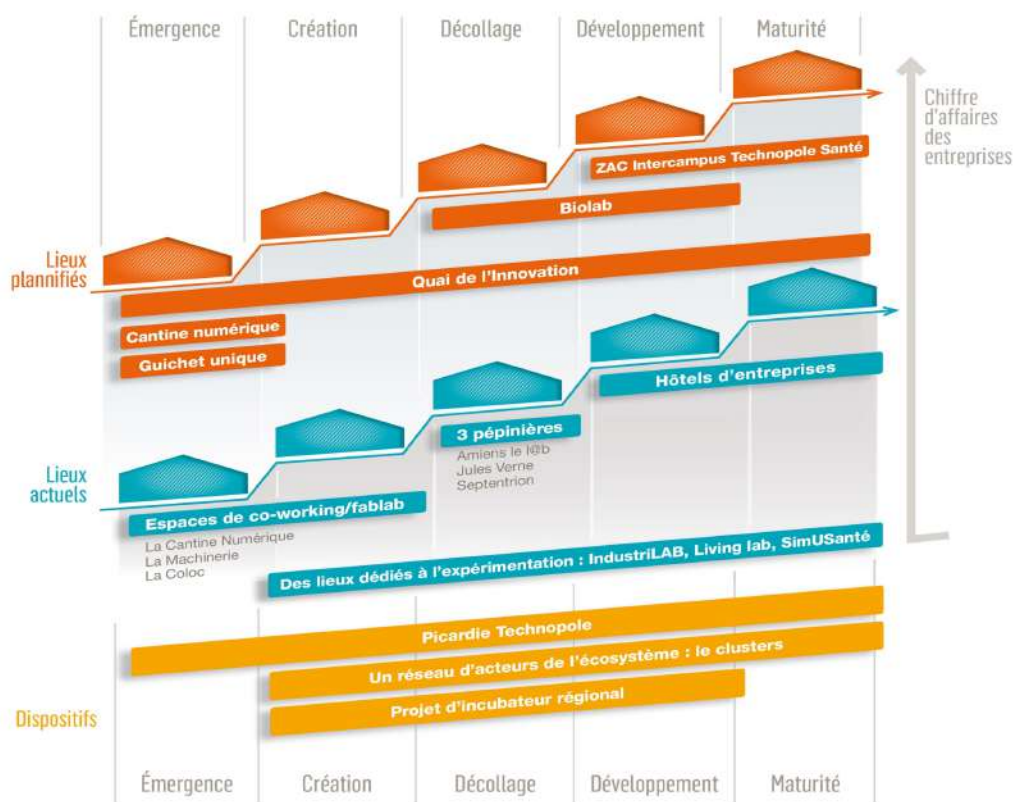 Émergence
Création
Décollage
Développement
Maturité
Chiffre
d'affaires
des
entreprises
ZAC Intercampus Technopole Santé
Biolab
Lieux
plannifiés
Quai de l'Innovation
Cantine numérique
Guichet unique
Hôtels d'entreprises
3 pépinières
Amiens le l@b
Jules Verne
Septentrion
Lieux
actuels
Espaces de co-working/fablab
La Cantine Numérique
La Machinerie
La Coloc
Des lieux dédiés à l'expérimentation : IndustriLAB, Living lab, SimUSanté
Picardie Technopole
Un réseau d'acteurs de l'écosystème : le clusters
Projet d'incubateur régional
Dispositifs
Émergence
Création
Décollage
Développement
Maturité